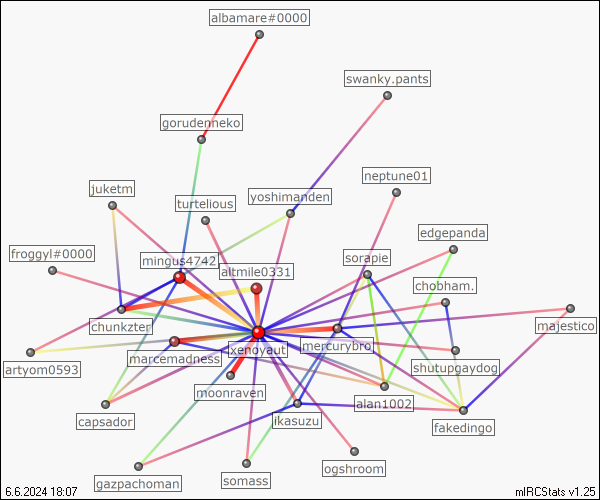 albamare#0000
swanky.pants
gorudenneko
neptune01
juketm
turtelious
yoshimanden
edgepanda
froggyl#0000
mingus4742
sorapie
altmile0331
chobham.
chunkzter
majestico
xenoyaut
mercurybro
marcemadness
artyom0593
shutupgaydog
moonraven
alan1002
capsador
ikasuzu
fakedingo
gazpachoman
somass
ogshroom
6.6.2024 18:07
mIRCStats v1.25